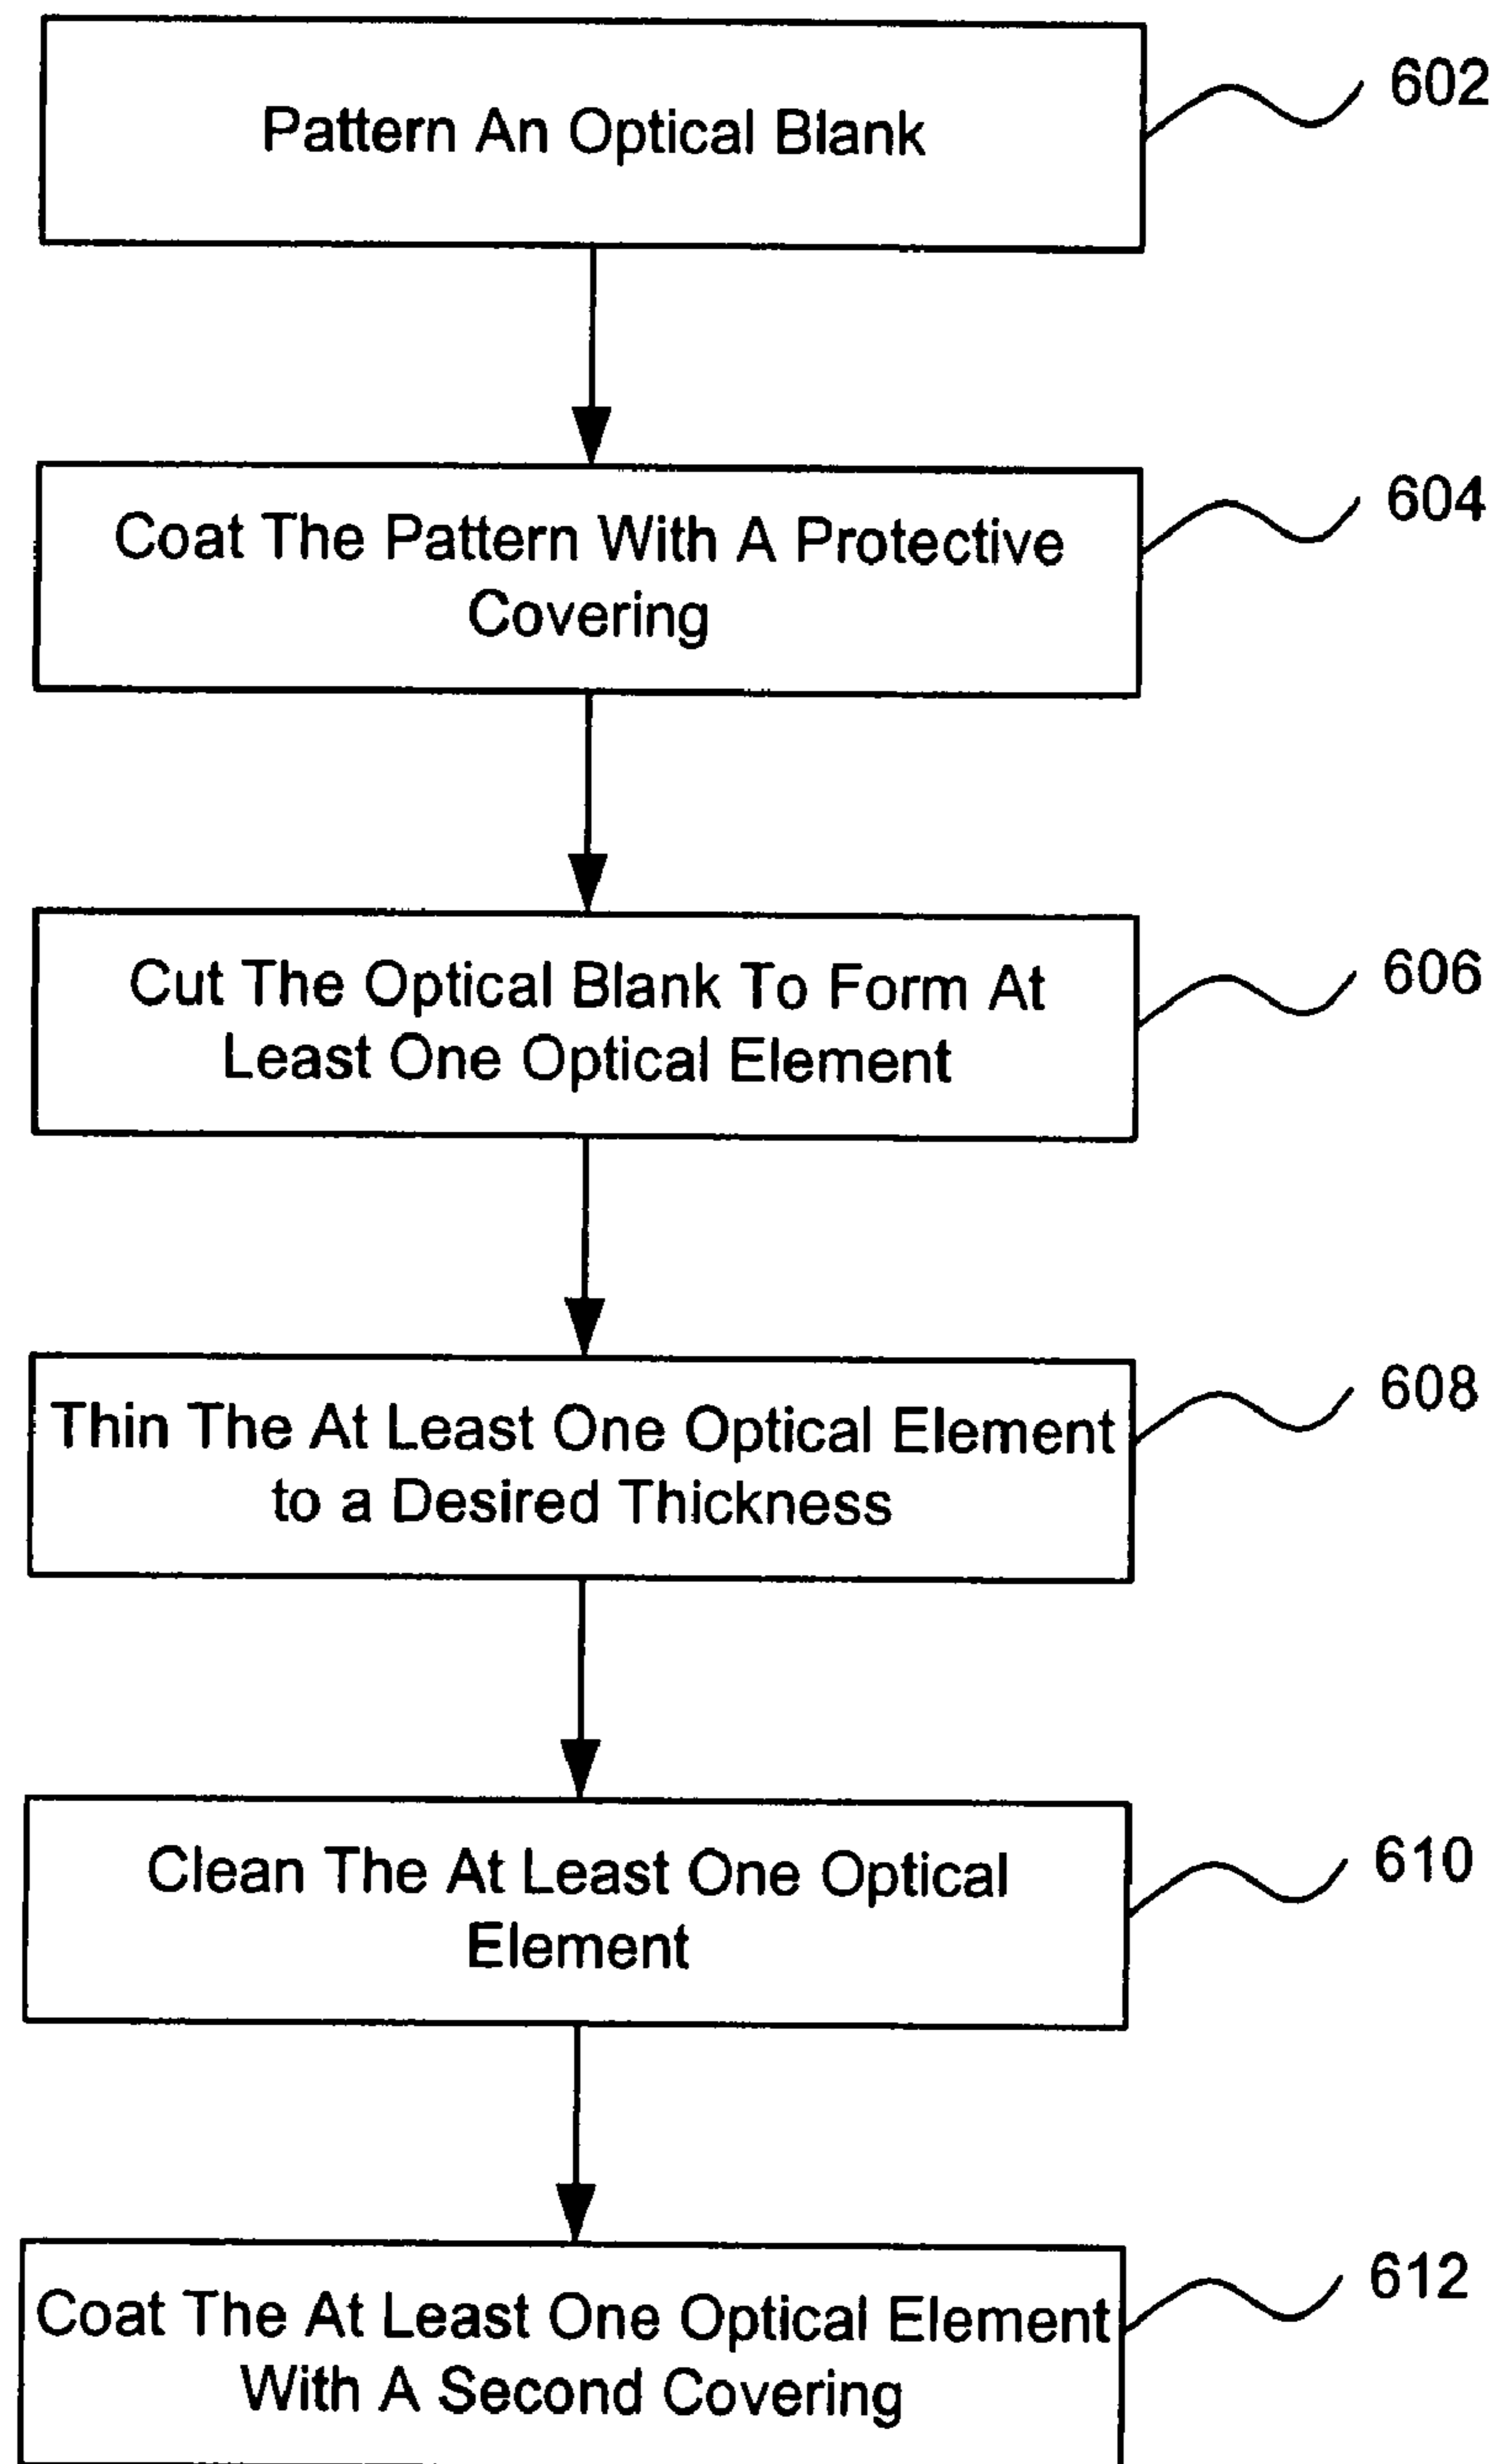 Pattern An Optical Blank
602
Coat The Pattern With A Protective
Covering
604
Cut The Optical Blank To Form At
Least One Optical Element
606
Thin The At Least One Optical Element
to a Desired Thickness
608
Clean The At Least One Optical
Element
610
Coat The At Least One Optical Element
With A Second Covering
612